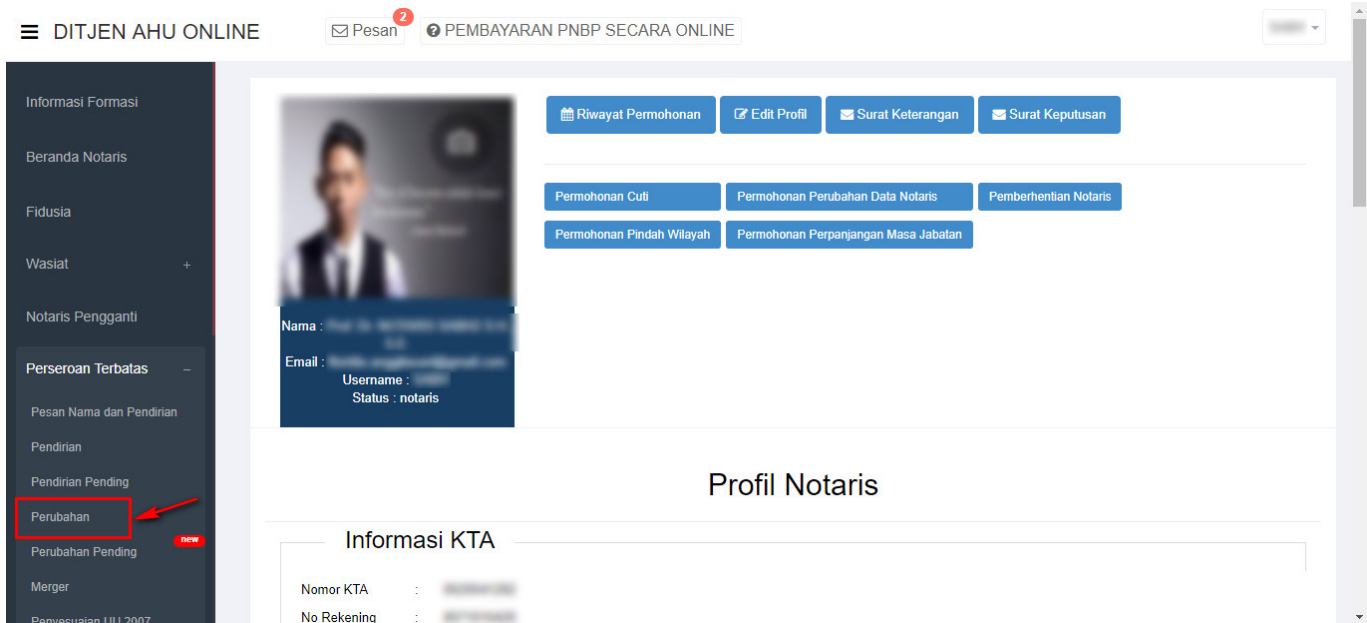 DITJEN AHU ONLINE
Pesan
2
PEMBAYARAN PNBP SECARA ONLINE
Informasi Formasi
Beranda Notaris
Fidusia
Wasiat +
Notaris Pengganti
Perseroan Terbatas −
Pesan Nama dan Pendirian
Pendirian
Pendirian Pending
Perubahan
new
Perubahan Pending
Merger
Penyesuaian UU 2007
Riwayat Permohonan
Edit Profil
Surat Keterangan
Surat Keputusan
Permohonan Cuti
Permohonan Perubahan Data Notaris
Pemberhentian Notaris
Permohonan Pindah Wilayah
Permohonan Perpanjangan Masa Jabatan
Nama :
Email :
Username :
Status : notaris
Profil Notaris
Informasi KTA
Nomor KTA :
No Rekening :